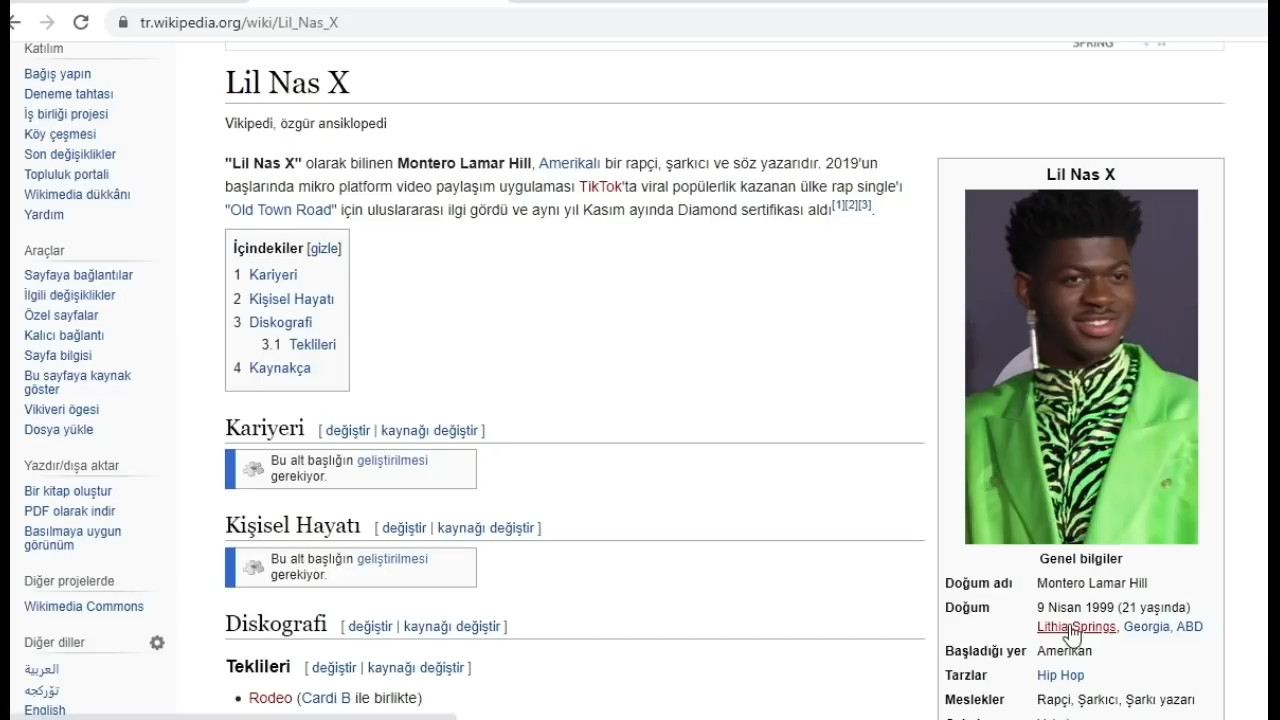 tr.wikipedia.org/wiki/Lil_Nas_X
Katılım
Bağış yapın
Deneme tahtası
İş birliği projesi
Köy çeşmesi
Son değişiklikler
Topluluk portali
Wikimedia dükkânı
Yardım
Araçlar
Sayfaya bağlantılar
İlgili değişiklikler
Özel sayfalar
Kalıcı bağlantı
Sayfa bilgisi
Bu sayfaya kaynak
göster
Vikiveri ögesi
Dosya yükle
Yazdır/dışa aktar
Bir kitap oluştur
PDF olarak indir
Basılmaya uygun
görünüm
Diğer projelerde
Wikimedia Commons
Diğer diller
العربية
تۆرکجه
English
SPRING
Lil Nas X
Vikipedi, özgür ansiklopedi
"Lil Nas X" olarak bilinen Montero Lamar Hill, Amerikalı bir rapçi, şarkıcı ve söz yazarıdır. 2019'un
başlarında mikro platform video paylaşım uygulaması TikTok'ta viral popülerlik kazanan ülke rap single'ı
"Old Town Road" için uluslararası ilgi gördü ve aynı yıl Kasım ayında Diamond sertifikası aldı[1][2][3].
İçindekiler [gizle]
1 Kariyeri
2 Kişisel Hayatı
3 Diskografi
3.1 Teklileri
4 Kaynakça
Kariyeri [ değiştir | kaynağı değiştir ]
Bu alt başlığın geliştirilmesi
gerekiyor.
Kişisel Hayatı [ değiştir | kaynağı değiştir ]
Bu alt başlığın geliştirilmesi
gerekiyor.
Diskografi [ değiştir | kaynağı değiştir ]
Teklileri [ değiştir | kaynağı değiştir ]
• Rodeo (Cardi B ile birlikte)
Lil Nas X
Genel bilgiler
Doğum adı Montero Lamar Hill
Doğum 9 Nisan 1999 (21 yaşında)
Lithia Springs, Georgia, ABD
Başladığı yer Amerikan
Tarzlar Hip Hop
Meslekler Rapçi, Şarkıcı, Şarkı yazarı